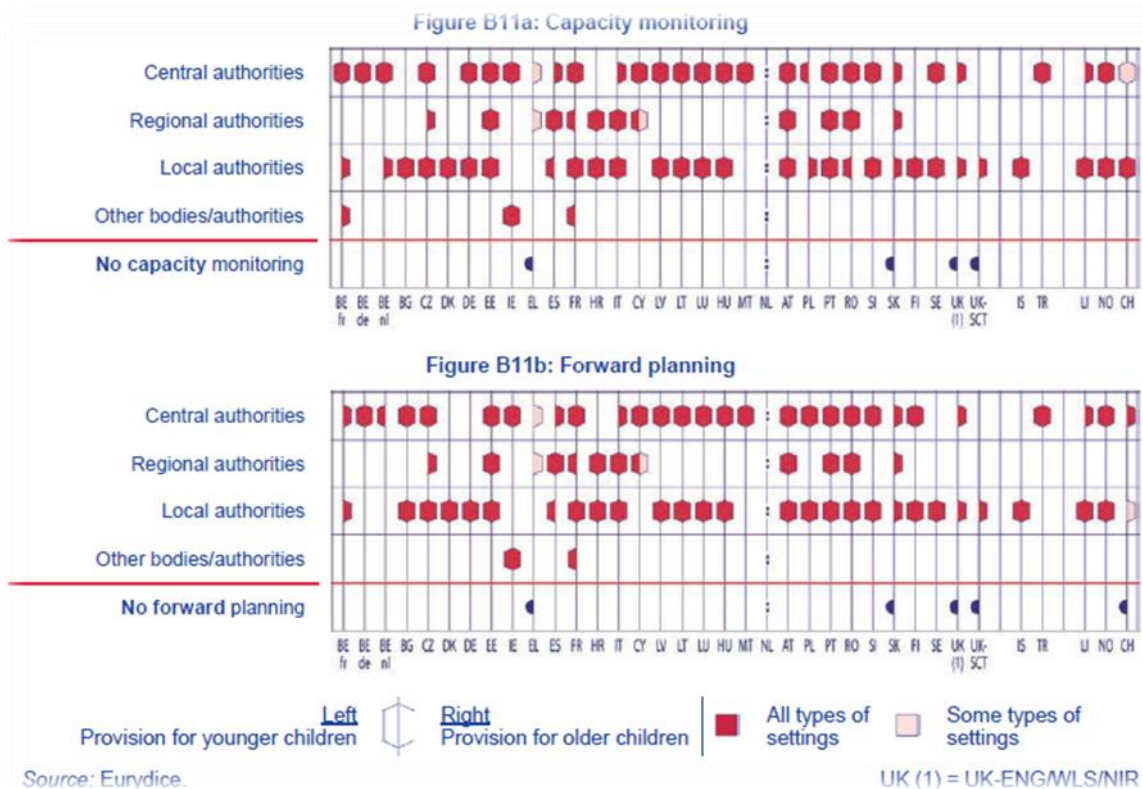 Figure B11a: Capacity monitoring
Central authorities
Regional authorities
Local authorities
Other bodies/authorities
No capacity monitoring
BE BE BE BG CZ DK DE EE IE EL ES FR HR IT CY LV LT LU HU MT NL AT PL PT RO SI SK FI SE UK UK- IS TR LI NO CH
fr de nl (1) SCT
Figure B11b: Forward planning
Central authorities
Regional authorities
Local authorities
Other bodies/authorities
No forward planning
BE BE BE BG CZ DK DE EE IE EL ES FR HR IT CY LV LT LU HU MT NL AT PL PT RO SI SK FI SE UK UK- IS TR LI NO CH
fr de nl (1) SCT
Left
Provision for younger children
Right
Provision for older children
All types of
settings
Some types of
settings
Source: Eurydice.
UK (1) = UK-ENG/WLS/NIR